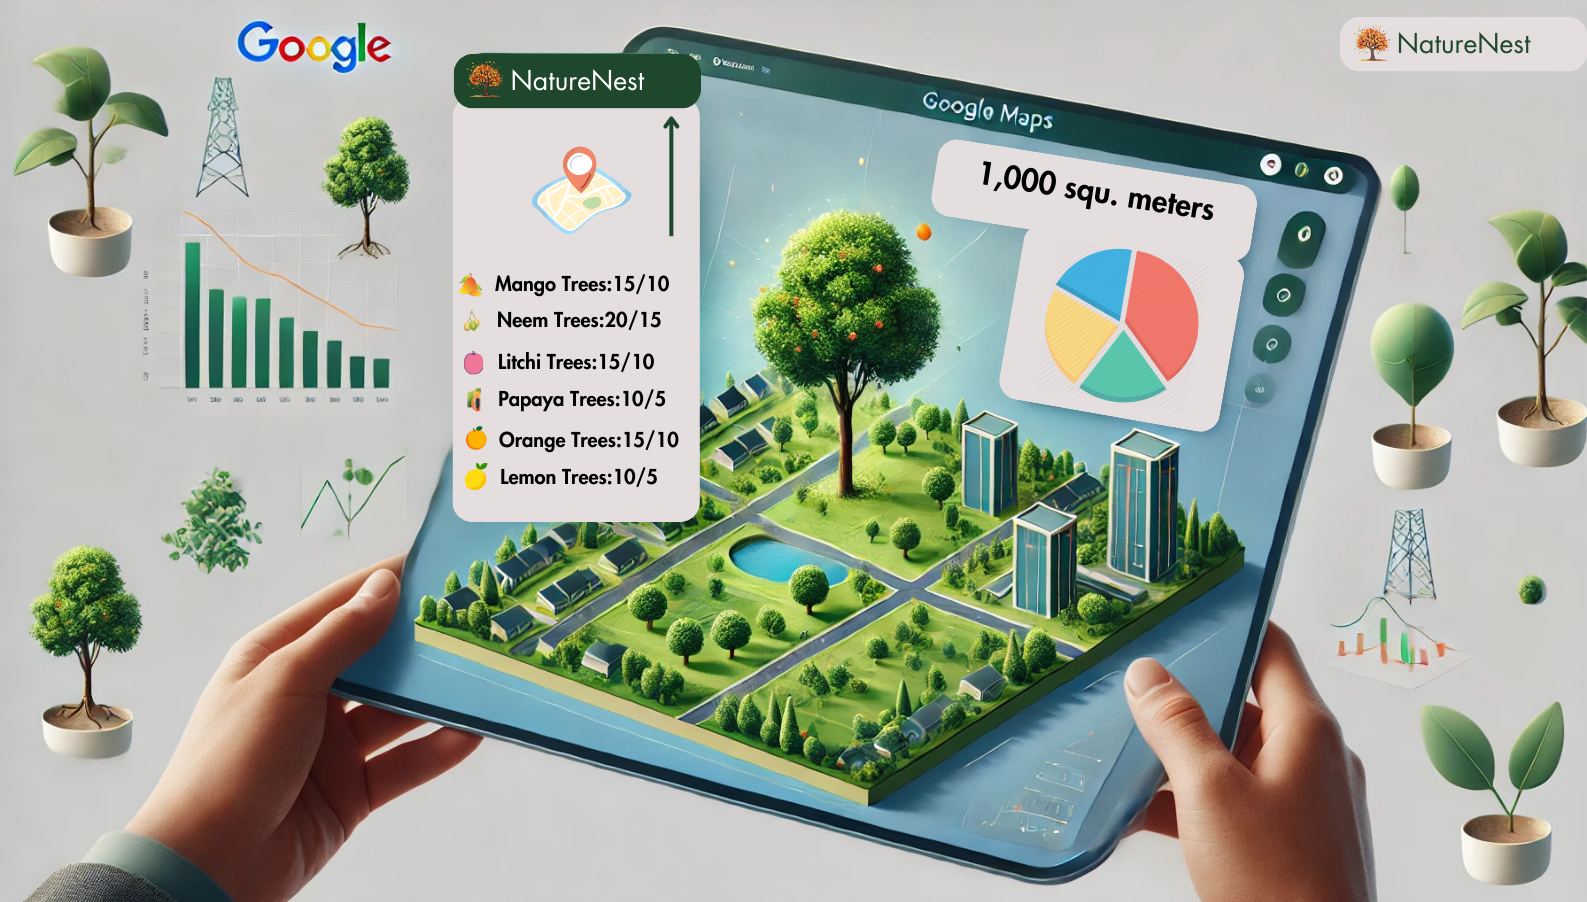 Google
NatureNest
NatureNest
Google Maps
1,000 squ. meters
Mango Trees:15/10
Neem Trees:20/15
Litchi Trees:15/10
Papaya Trees:10/5
Orange Trees:15/10
Lemon Trees:10/5